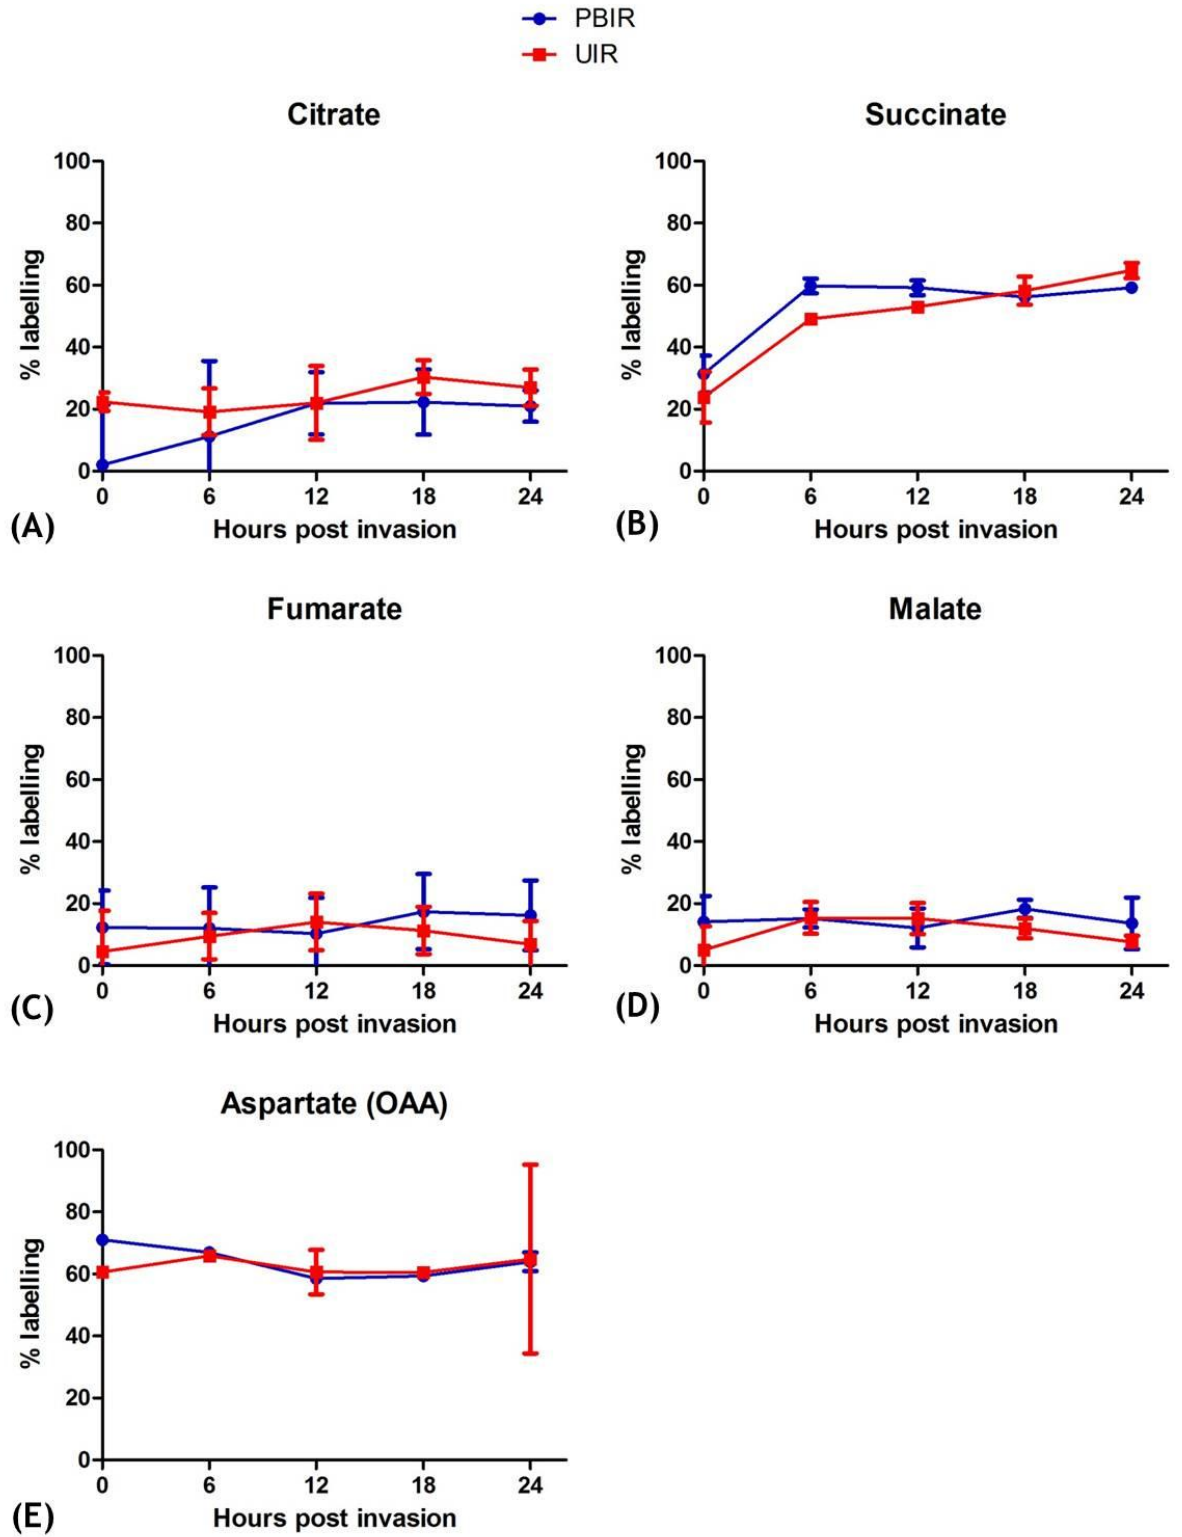 PBIR
UIR
Citrate
100
80
60
40
20
0
% labelling
0 6 12 18 24
Hours post invasion
(A)
Succinate
100
80
60
40
20
0
% labelling
0 6 12 18 24
Hours post invasion
(B)
Fumarate
100
80
60
40
20
0
% labelling
0 6 12 18 24
Hours post invasion
(C)
Malate
100
80
60
40
20
0
% labelling
0 6 12 18 24
Hours post invasion
(D)
Aspartate (OAA)
100
80
60
40
20
0
% labelling
0 6 12 18 24
Hours post invasion
(E)